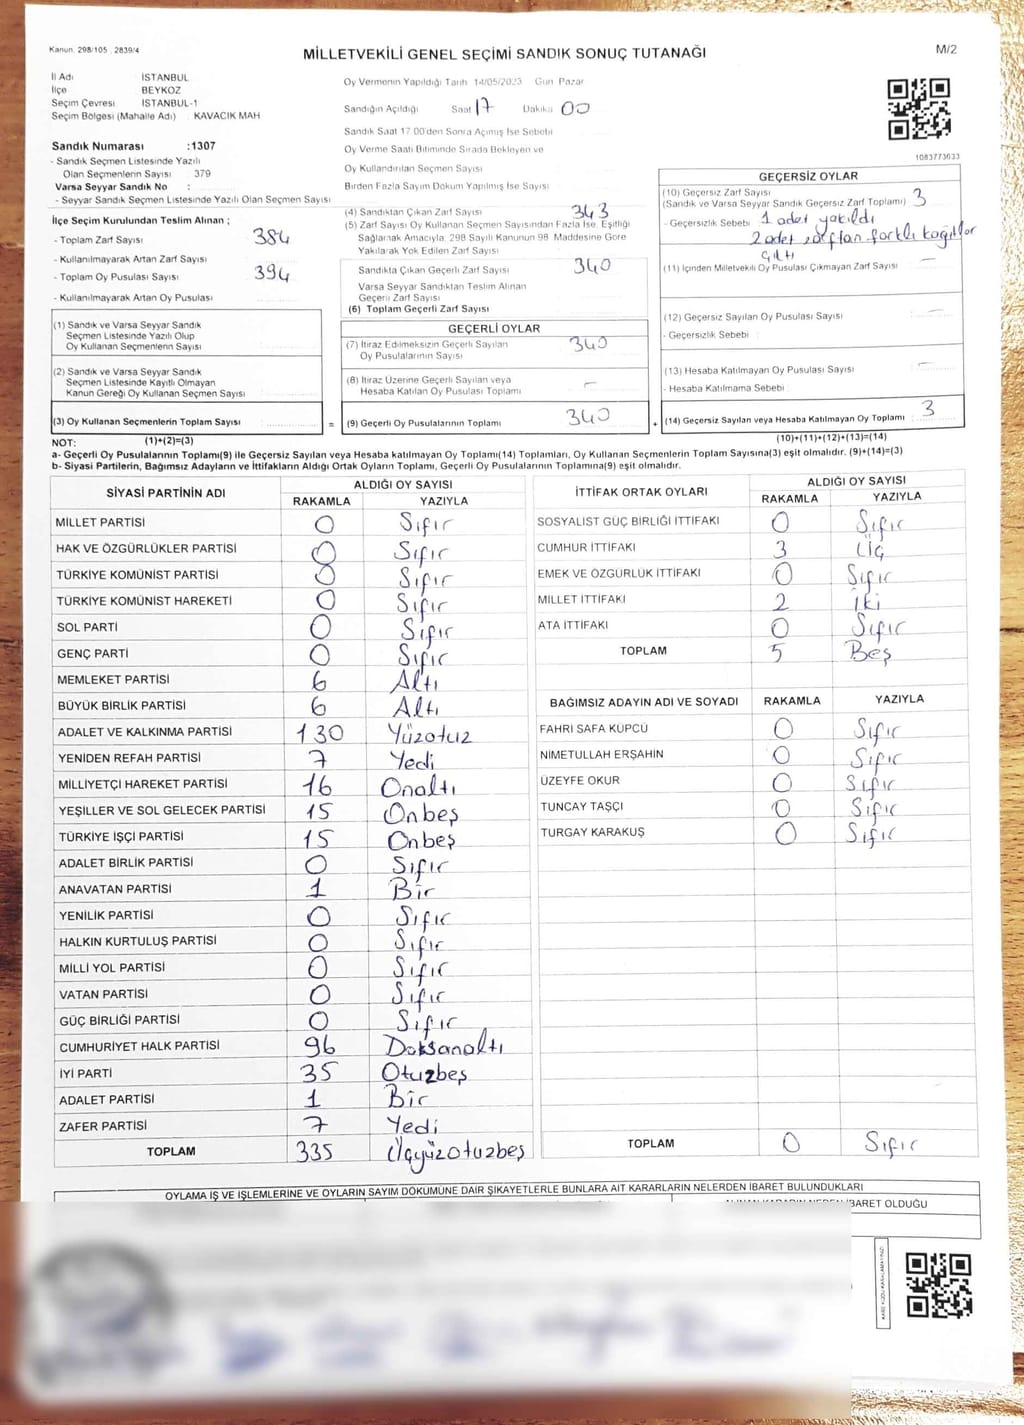 Kanun. 298/105 . 2839/4
MİLLETVEKİLİ GENEL SEÇİMİ SANDIK SONUÇ TUTANAĞI
M/2
İl Adı İSTANBUL
İlçe BEYKOZ
Seçim Çevresi İSTANBUL-1
Seçim Bölgesi (Mahalle Adı) : KAVACIK MAH
Sandık Numarası :1307
- Sandık Seçmen Listesinde Yazılı
Olan Seçmenlerin Sayısı : 379
Varsa Seyyar Sandık No :
- Seyyar Sandık Seçmen Listesinde Yazılı Olan Seçmen Sayısı
Oy Vermenin Yapıldığı Tarih 14/05/2023 Gün Pazar
Sandığın Açıldığı Saat 17 Dakika 00
Sandık Saat 17.00'den Sonra Açılmış İse Sebebi
Oy Verme Saati Bitiminde Sırada Bekleyen ve
Oy Kullandırılan Seçmen Sayısı
Birden Fazla Sayım Döküm Yapılmış İse Sayısı
1083773633
İlçe Seçim Kurulundan Teslim Alınan ;
- Toplam Zarf Sayısı 384
- Kullanılmayarak Artan Zarf Sayısı
- Toplam Oy Pusulası Sayısı 394
- Kullanılmayarak Artan Oy Pusulası
(1) Sandık ve Varsa Seyyar Sandık
Seçmen Listesinde Yazılı Olup
Oy Kullanan Seçmenlerin Sayısı
(2) Sandık ve Varsa Seyyar Sandık
Seçmen Listesinde Kayıtlı Olmayan
Kanun Gereği Oy Kullanan Seçmen Sayısı
(3) Oy Kullanan Seçmenlerin Toplam Sayısı =
(4) Sandıktan Çıkan Zarf Sayısı 343
(5) Zarf Sayısı Oy Kullanan Seçmen Sayısından Fazla İse, Eşitliği
Sağlamak Amacıyla, 298 Sayılı Kanunun 98. Maddesine Göre
Yakılarak Yok Edilen Zarf Sayısı
Sandıkta Çıkan Geçerli Zarf Sayısı 340
Varsa Seyyar Sandıktan Teslim Alınan
Geçerli Zarf Sayısı
(6) Toplam Geçerli Zarf Sayısı
GEÇERLİ OYLAR
(7) İtiraz Edilmeksizin Geçerli Sayılan
Oy Pusulalarının Sayısı 340
(8) İtiraz Üzerine Geçerli Sayılan veya
Hesaba Katılan Oy Pusulası Toplamı –
(9) Geçerli Oy Pusulalarının Toplamı 340 +
GEÇERSİZ OYLAR
(10) Geçersiz Zarf Sayısı
(Sandık ve Varsa Seyyar Sandık Geçersiz Zarf Toplamı) 3
- Geçersizlik Sebebi : 1 adet yakıldı
2 adet zarftan farklı kağıtlar
çıktı
(11) İçinden Milletvekili Oy Pusulası Çıkmayan Zarf Sayısı –
(12) Geçersiz Sayılan Oy Pusulası Sayısı : –
- Geçersizlik Sebebi :
(13) Hesaba Katılmayan Oy Pusulası Sayısı : –
- Hesaba Katılmama Sebebi :
(14) Geçersiz Sayılan veya Hesaba Katılmayan Oy Toplamı : 3
NOT: (1)+(2)=(3) (10)+(11)+(12)+(13)=(14)
a- Geçerli Oy Pusulalarının Toplamı(9) ile Geçersiz Sayılan veya Hesaba katılmayan Oy Toplamı(14) Toplamları, Oy Kullanan Seçmenlerin Toplam Sayısına(3) eşit olmalıdır. (9)+(14)=(3)
b- Siyasi Partilerin, Bağımsız Adayların ve İttifakların Aldığı Ortak Oyların Toplamı, Geçerli Oy Pusulalarının Toplamına(9) eşit olmalıdır.
SİYASİ PARTİNİN ADI ALDIĞI OY SAYISI
RAKAMLA YAZIYLA
MİLLET PARTİSİ 0 Sıfır
HAK VE ÖZGÜRLÜKLER PARTİSİ 0 Sıfır
TÜRKİYE KOMÜNİST PARTİSİ 0 Sıfır
TÜRKİYE KOMÜNİST HAREKETİ 0 Sıfır
SOL PARTİ 0 Sıfır
GENÇ PARTİ 0 Sıfır
MEMLEKET PARTİSİ 6 Altı
BÜYÜK BİRLİK PARTİSİ 6 Altı
ADALET VE KALKINMA PARTİSİ 130 Yüzotuz
YENİDEN REFAH PARTİSİ 7 Yedi
MİLLİYETÇİ HAREKET PARTİSİ 16 Onaltı
YEŞİLLER VE SOL GELECEK PARTİSİ 15 Onbeş
TÜRKİYE İŞÇİ PARTİSİ 15 Onbeş
ADALET BİRLİK PARTİSİ 0 Sıfır
ANAVATAN PARTİSİ 1 Bir
YENİLİK PARTİSİ 0 Sıfır
HALKIN KURTULUŞ PARTİSİ 0 Sıfır
MİLLİ YOL PARTİSİ 0 Sıfır
VATAN PARTİSİ 0 Sıfır
GÜÇ BİRLİĞİ PARTİSİ 0 Sıfır
CUMHURİYET HALK PARTİSİ 96 Doksanaltı
İYİ PARTİ 35 Otuzbeş
ADALET PARTİSİ 1 Bir
ZAFER PARTİSİ 7 Yedi
TOPLAM 335 Üçyüzotuzbeş
İTTİFAK ORTAK OYLARI ALDIĞI OY SAYISI
RAKAMLA YAZIYLA
SOSYALİST GÜÇ BİRLİĞİ İTTİFAKI 0 Sıfır
CUMHUR İTTİFAKI 3 Üç
EMEK VE ÖZGÜRLÜK İTTİFAKI 0 Sıfır
MİLLET İTTİFAKI 2 İki
ATA İTTİFAKI 0 Sıfır
TOPLAM 5 Beş
BAĞIMSIZ ADAYIN ADI VE SOYADI RAKAMLA YAZIYLA
FAHRİ SAFA KÜPCÜ 0 Sıfır
NİMETULLAH ERŞAHİN 0 Sıfır
ÜZEYFE OKUR 0 Sıfır
TUNCAY TAŞÇI 0 Sıfır
TURGAY KARAKUŞ 0 Sıfır
TOPLAM 0 Sıfır
OYLAMA İŞ VE İŞLEMLERİNE VE OYLARIN SAYIM DÖKÜMÜNE DAİR ŞİKAYETLERLE BUNLARA AİT KARARLARIN NELERDEN İBARET BULUNDUKLARI
ALINAN KARARIN NEDEN İBARET OLDUĞU